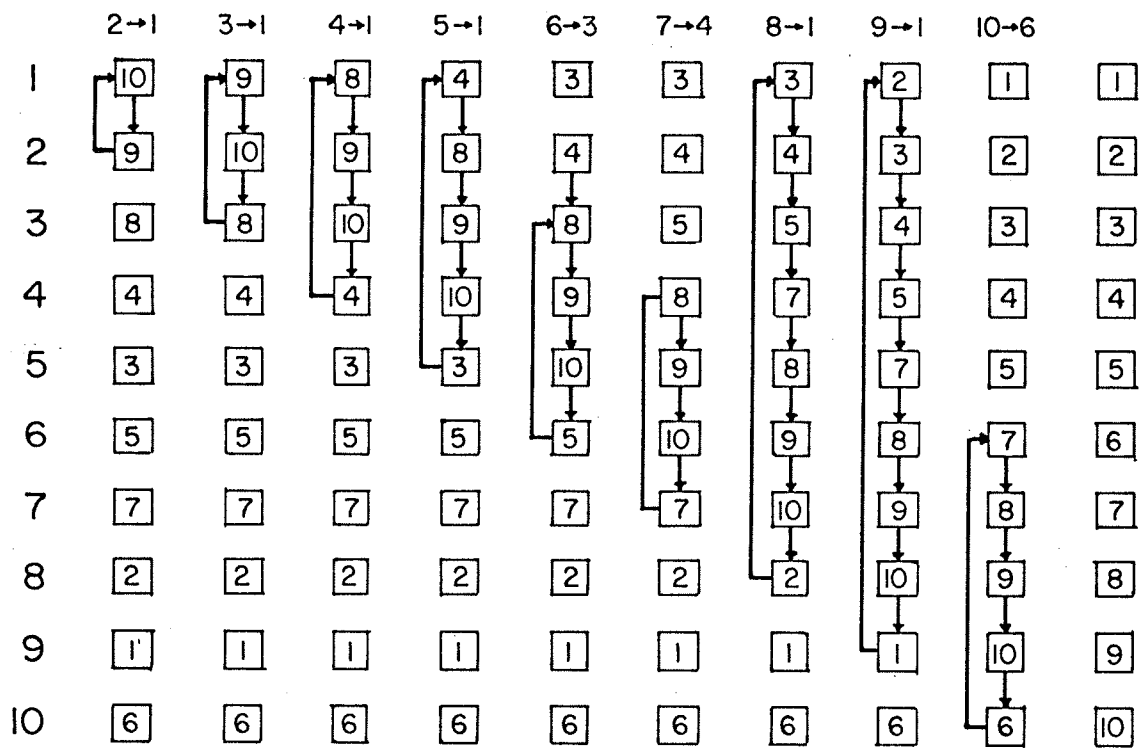 2→1 3→1 4→1 5→1 6→3 7→4 8→1 9→1 10→6
1 10 9 8 4 3 3 3 2 1 1
2 9 10 9 8 4 4 4 3 2 2
3 8 8 10 9 8 5 5 4 3 3
4 4 4 4 10 9 8 7 5 4 4
5 3 3 3 3 10 9 8 7 5 5
6 5 5 5 5 5 10 9 8 7 6
7 7 7 7 7 7 7 10 9 8 7
8 2 2 2 2 2 2 2 10 9 8
9 1 1 1 1 1 1 1 1 10 9
10 6 6 6 6 6 6 6 6 6 10